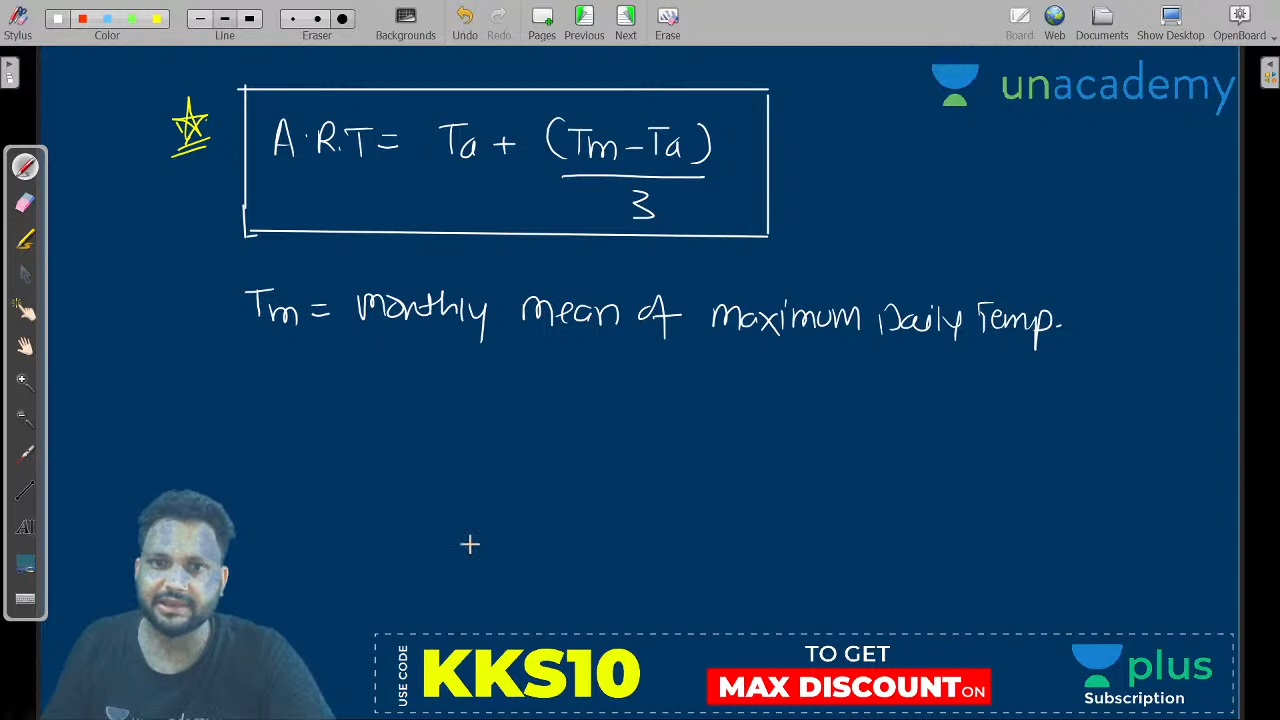 Stylus Color Line Eraser Backgrounds Undo Redo Pages Previous Next Erase Board Web Documents Show Desktop OpenBoard
unacademy
A.R.T = Ta + (Tm - Ta)
3
Tm = monthly mean of maximum Daily Temp.
USE CODE
KKS10
TO GET
MAX DISCOUNT ON
plus
Subscription